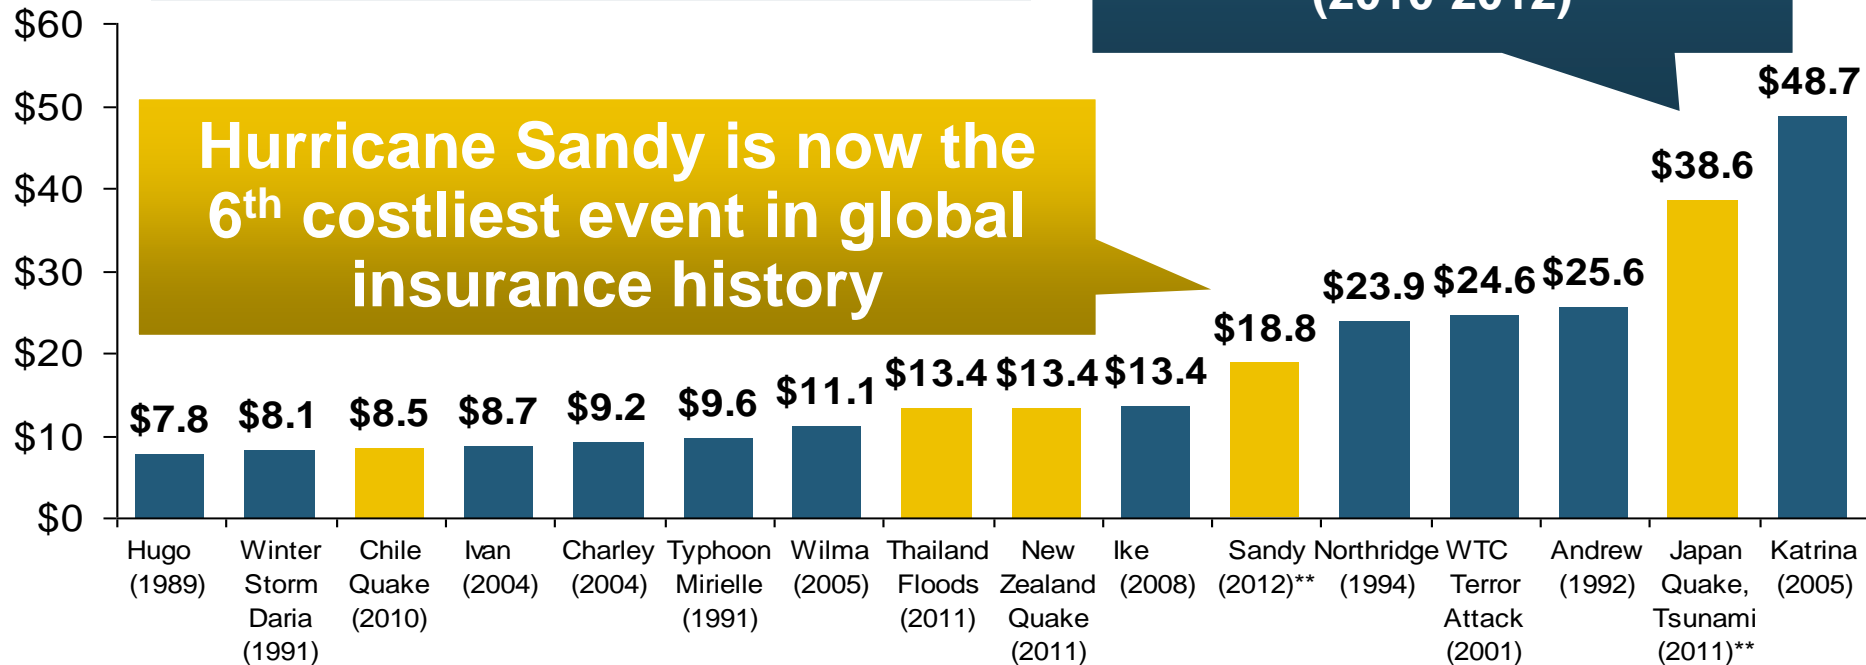 (2010-2012)
$60
$50
$40
$30
$20
$10
$0
Hurricane Sandy is now the
6th costliest event in global
insurance history
$7.8 $8.1 $8.5 $8.7 $9.2 $9.6 $11.1 $13.4 $13.4 $13.4 $18.8 $23.9 $24.6 $25.6 $38.6 $48.7
Hugo
(1989)
Winter
Storm
Daria
(1991)
Chile
Quake
(2010)
Ivan
(2004)
Charley
(2004)
Typhoon
Mirielle
(1991)
Wilma
(2005)
Thailand
Floods
(2011)
New
Zealand
Quake
(2011)
Ike
(2008)
Sandy
(2012)**
Northridge
(1994)
WTC
Terror
Attack
(2001)
Andrew
(1992)
Japan
Quake,
Tsunami
(2011)**
Katrina
(2005)